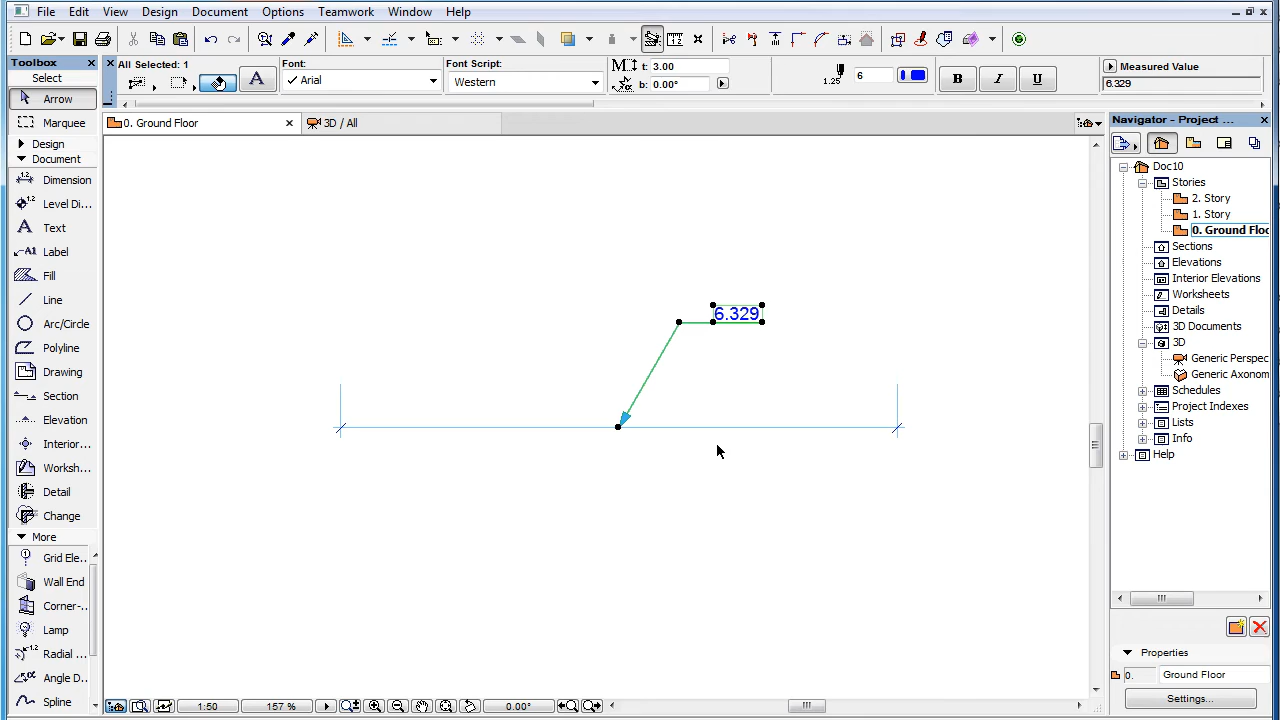 File Edit View Design Document Options Teamwork Window Help
Toolbox
Select
Arrow
Marquee
Design
Document
Dimension
Level Di...
Text
Label
Fill
Line
Arc/Circle
Polyline
Drawing
Section
Elevation
Interior...
Worksh...
Detail
Change
More
Grid Ele...
Wall End
Corner-..
Lamp
Radial ...
Angle D..
Spline
All Selected: 1
Font:
Arial
Font Script:
Western
M t: 3.00
b: 0.00°
1.25
6
B I U
Measured Value
6.329
0. Ground Floor
3D / All
6.329
1:50
157 %
0.00°
Navigator - Project ...
Doc10
Stories
2. Story
1. Story
0. Ground Floo
Sections
Elevations
Interior Elevations
Worksheets
Details
3D Documents
3D
Generic Perspec
Generic Axonom
Schedules
Project Indexes
Lists
Info
Help
Properties
0.
Ground Floor
Settings...